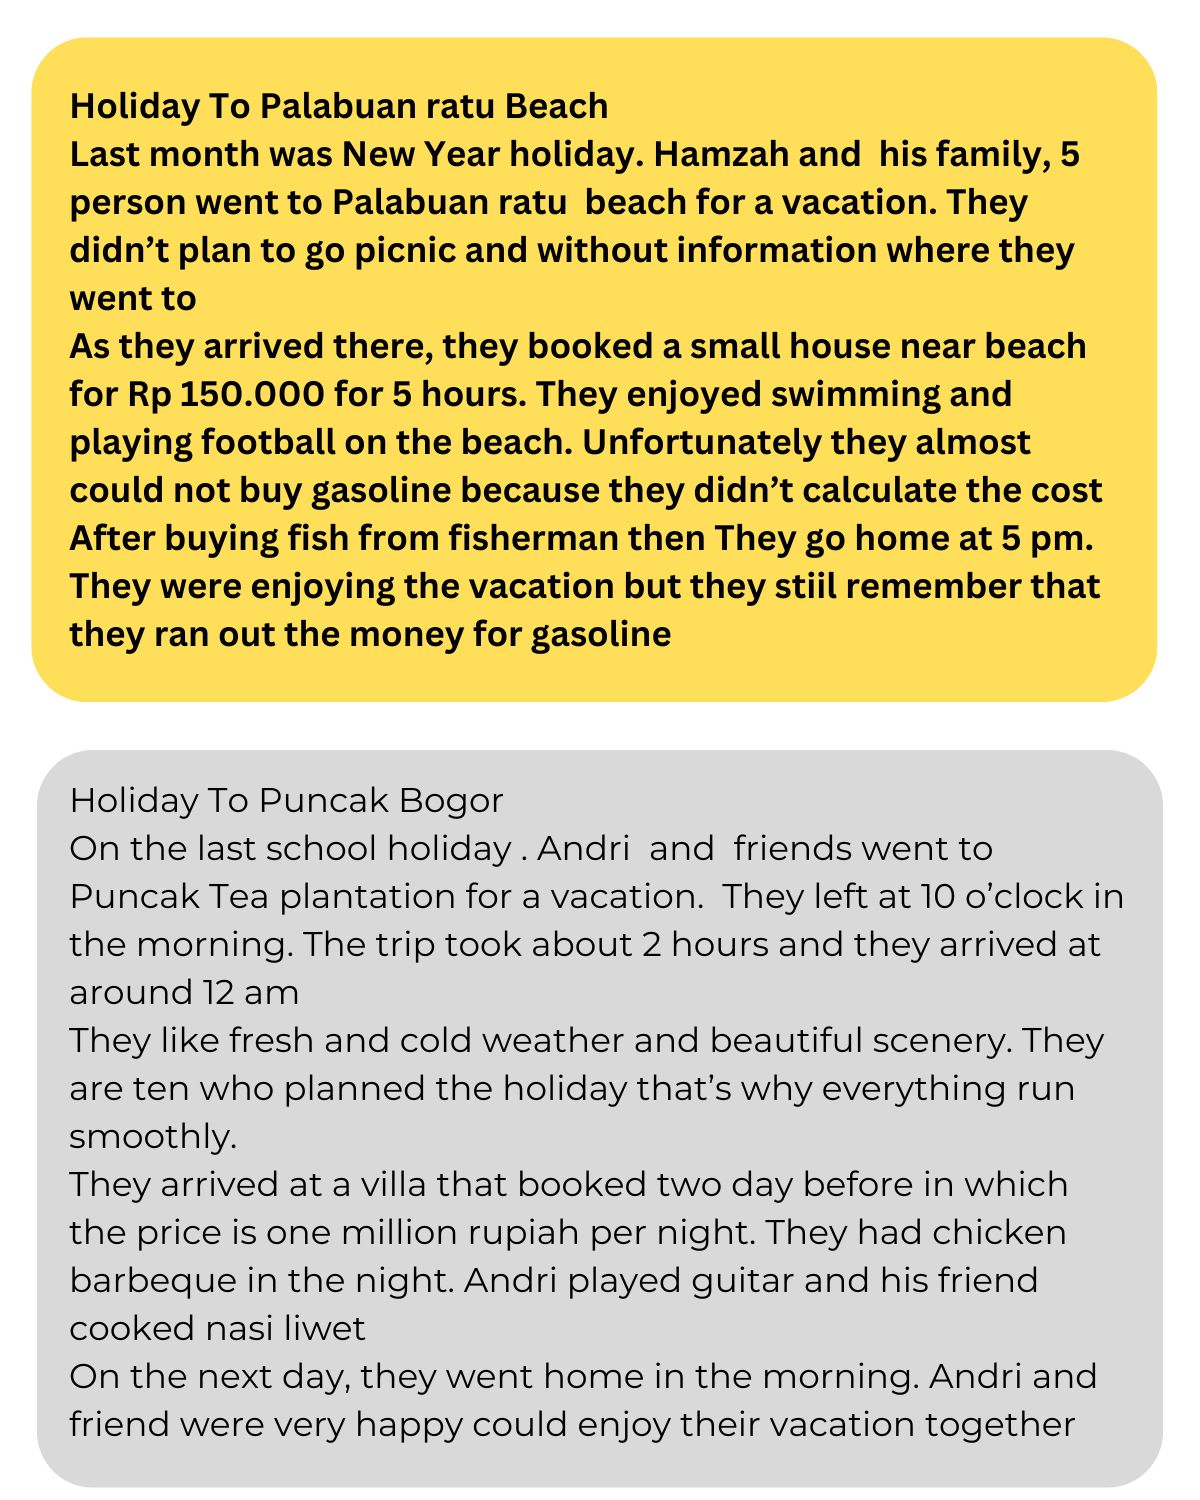 Holiday To Palabuan ratu Beach
Last month was New Year holiday. Hamzah and  his family, 5
person went to Palabuan ratu  beach for a vacation. They
didn’t plan to go picnic and without information where they
went to
As they arrived there, they booked a small house near beach
for Rp 150.000 for 5 hours. They enjoyed swimming and
playing football on the beach. Unfortunately they almost
could not buy gasoline because they didn’t calculate the cost
After buying fish from fisherman then They go home at 5 pm.
They were enjoying the vacation but they stiil remember that
they ran out the money for gasoline
Holiday To Puncak Bogor
On the last school holiday . Andri  and  friends went to
Puncak Tea plantation for a vacation.  They left at 10 o’clock in
the morning. The trip took about 2 hours and they arrived at
around 12 am
They like fresh and cold weather and beautiful scenery. They
are ten who planned the holiday that’s why everything run
smoothly.
They arrived at a villa that booked two day before in which
the price is one million rupiah per night. They had chicken
barbeque in the night. Andri played guitar and his friend
cooked nasi liwet
On the next day, they went home in the morning. Andri and
friend were very happy could enjoy their vacation together